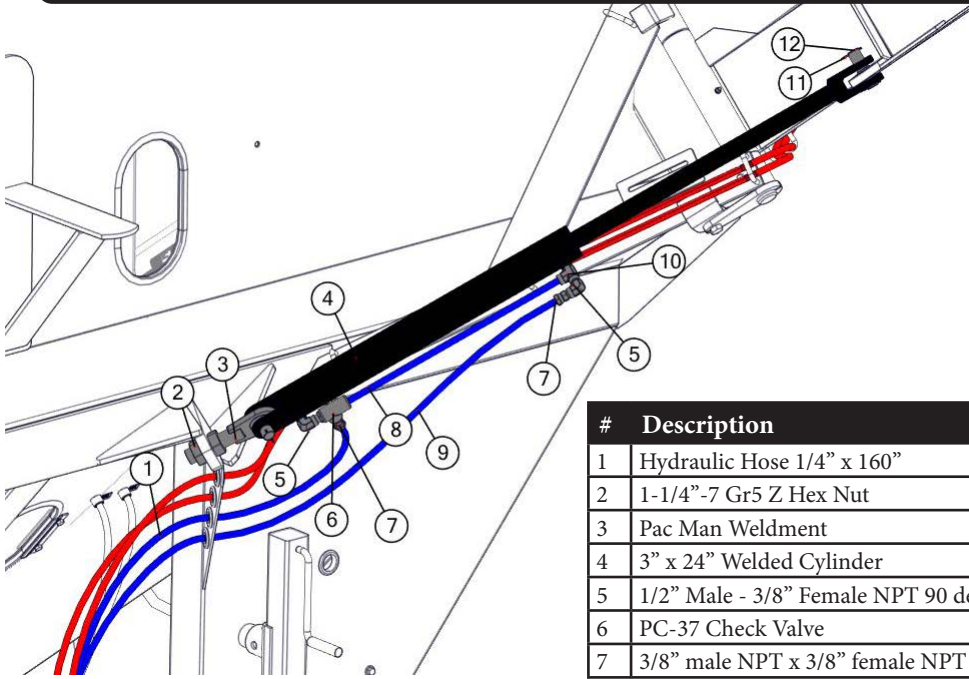 12
11
10
4
5
3
7
2
8
9
1
5
6
7
# Description
1 Hydraulic Hose 1/4” x 160”
2 1-1/4”-7 Gr5 Z Hex Nut
3 Pac Man Weldment
4 3” x 24” Welded Cylinder
5 1/2” Male - 3/8” Female NPT 90 de
6 PC-37 Check Valve
7 3/8” male NPT x 3/8” female NPT